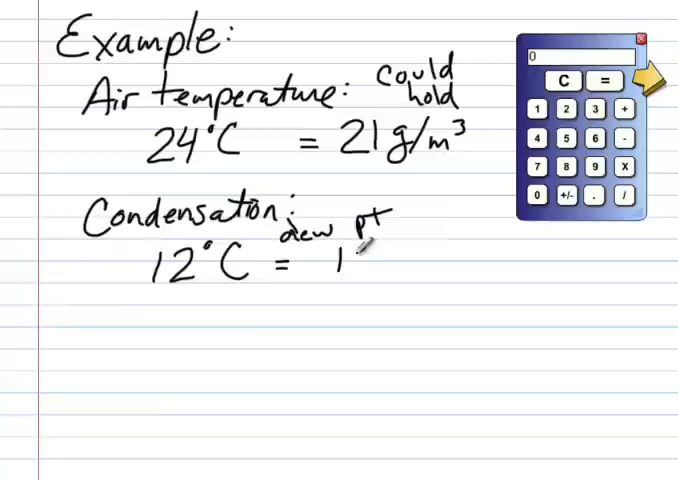 Example:
Air temperature: could hold
24°C = 21 g/m³
Condensation: dew pt
12°C = 1
0
C =
1 2 3 +
4 5 6 -
7 8 9 X
0 +/- . /